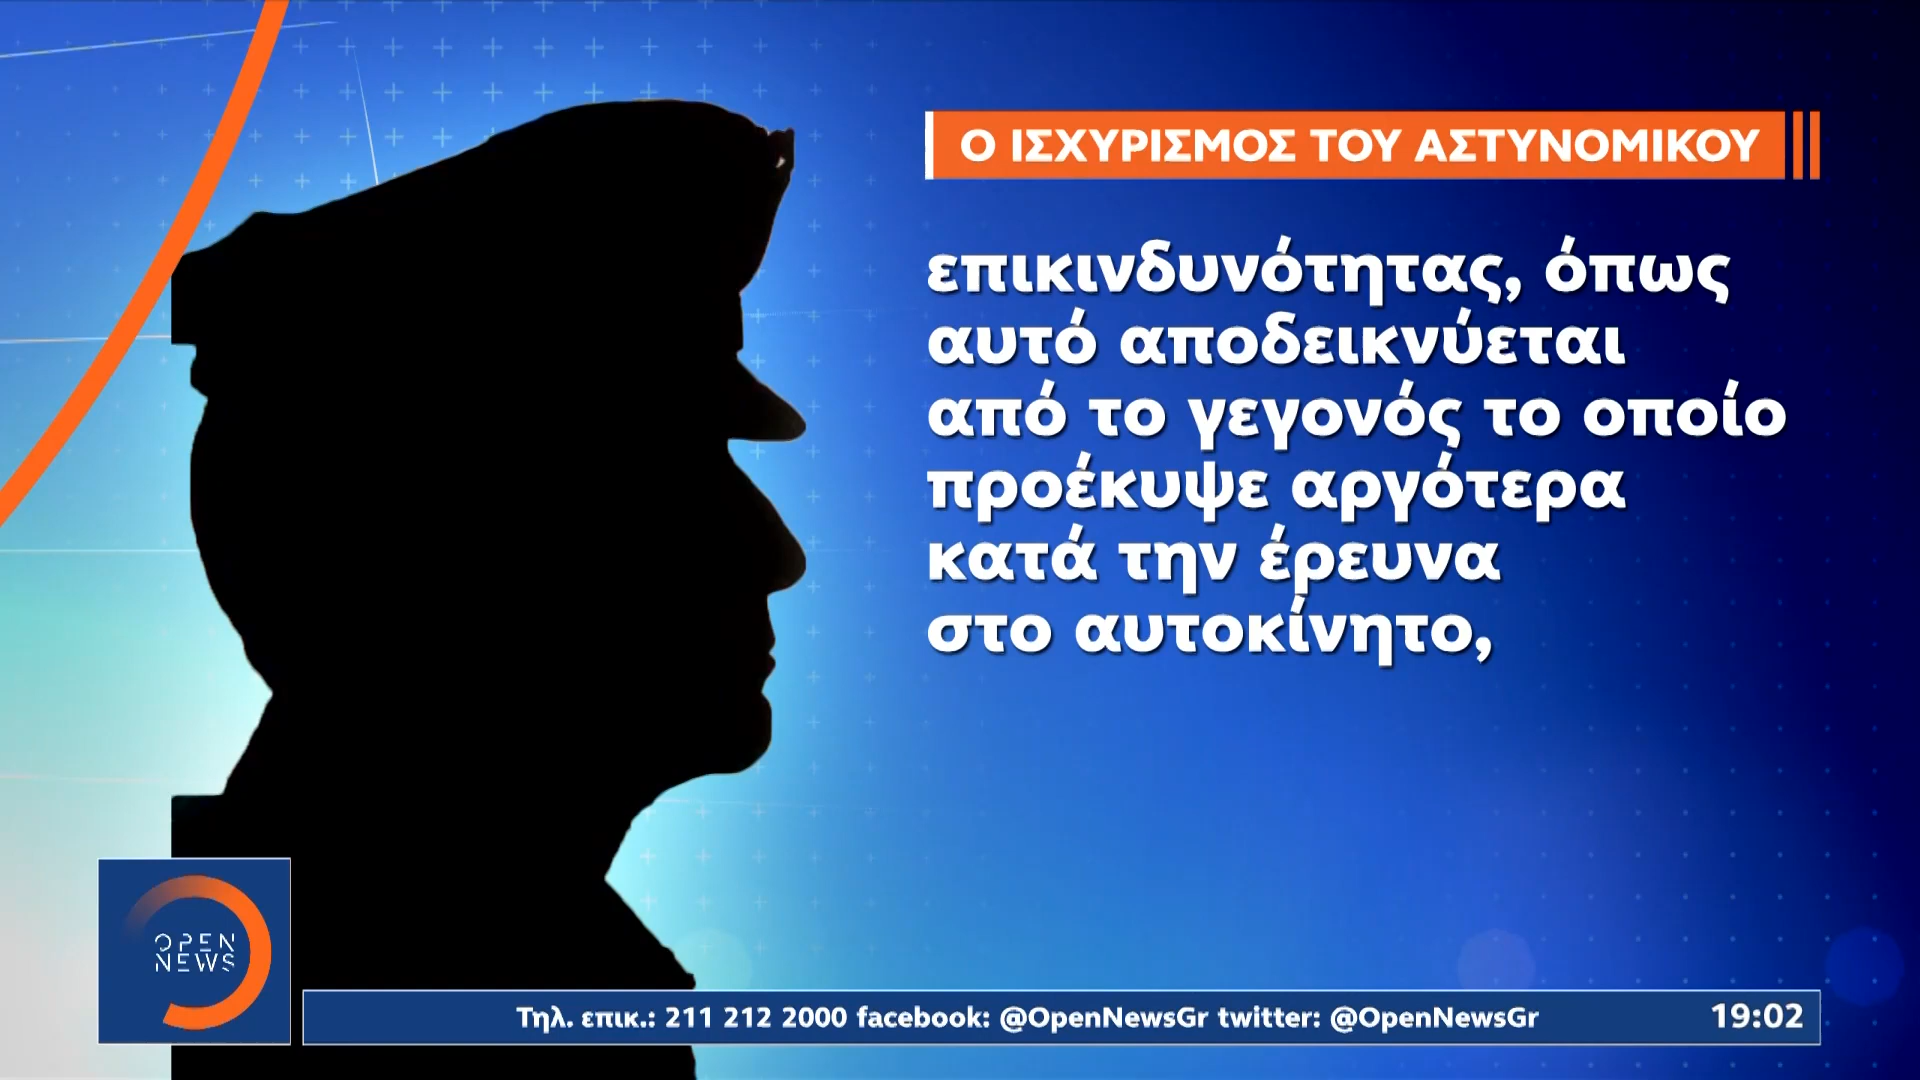 Ο ΙΣΧΥΡΙΣΜΟΣ ΤΟΥ ΑΣΤΥΝΟΜΙΚΟΥ
επικινδυνότητας, όπως
αυτό αποδεικνύεται
από το γεγονός το οποίο
προέκυψε αργότερα
κατά την έρευνα
στο αυτοκίνητο,
OPEN
NEWS
Τηλ. επικ.: 211 212 2000 facebook: @OpenNewsGr twitter: @OpenNewsGr
19:02